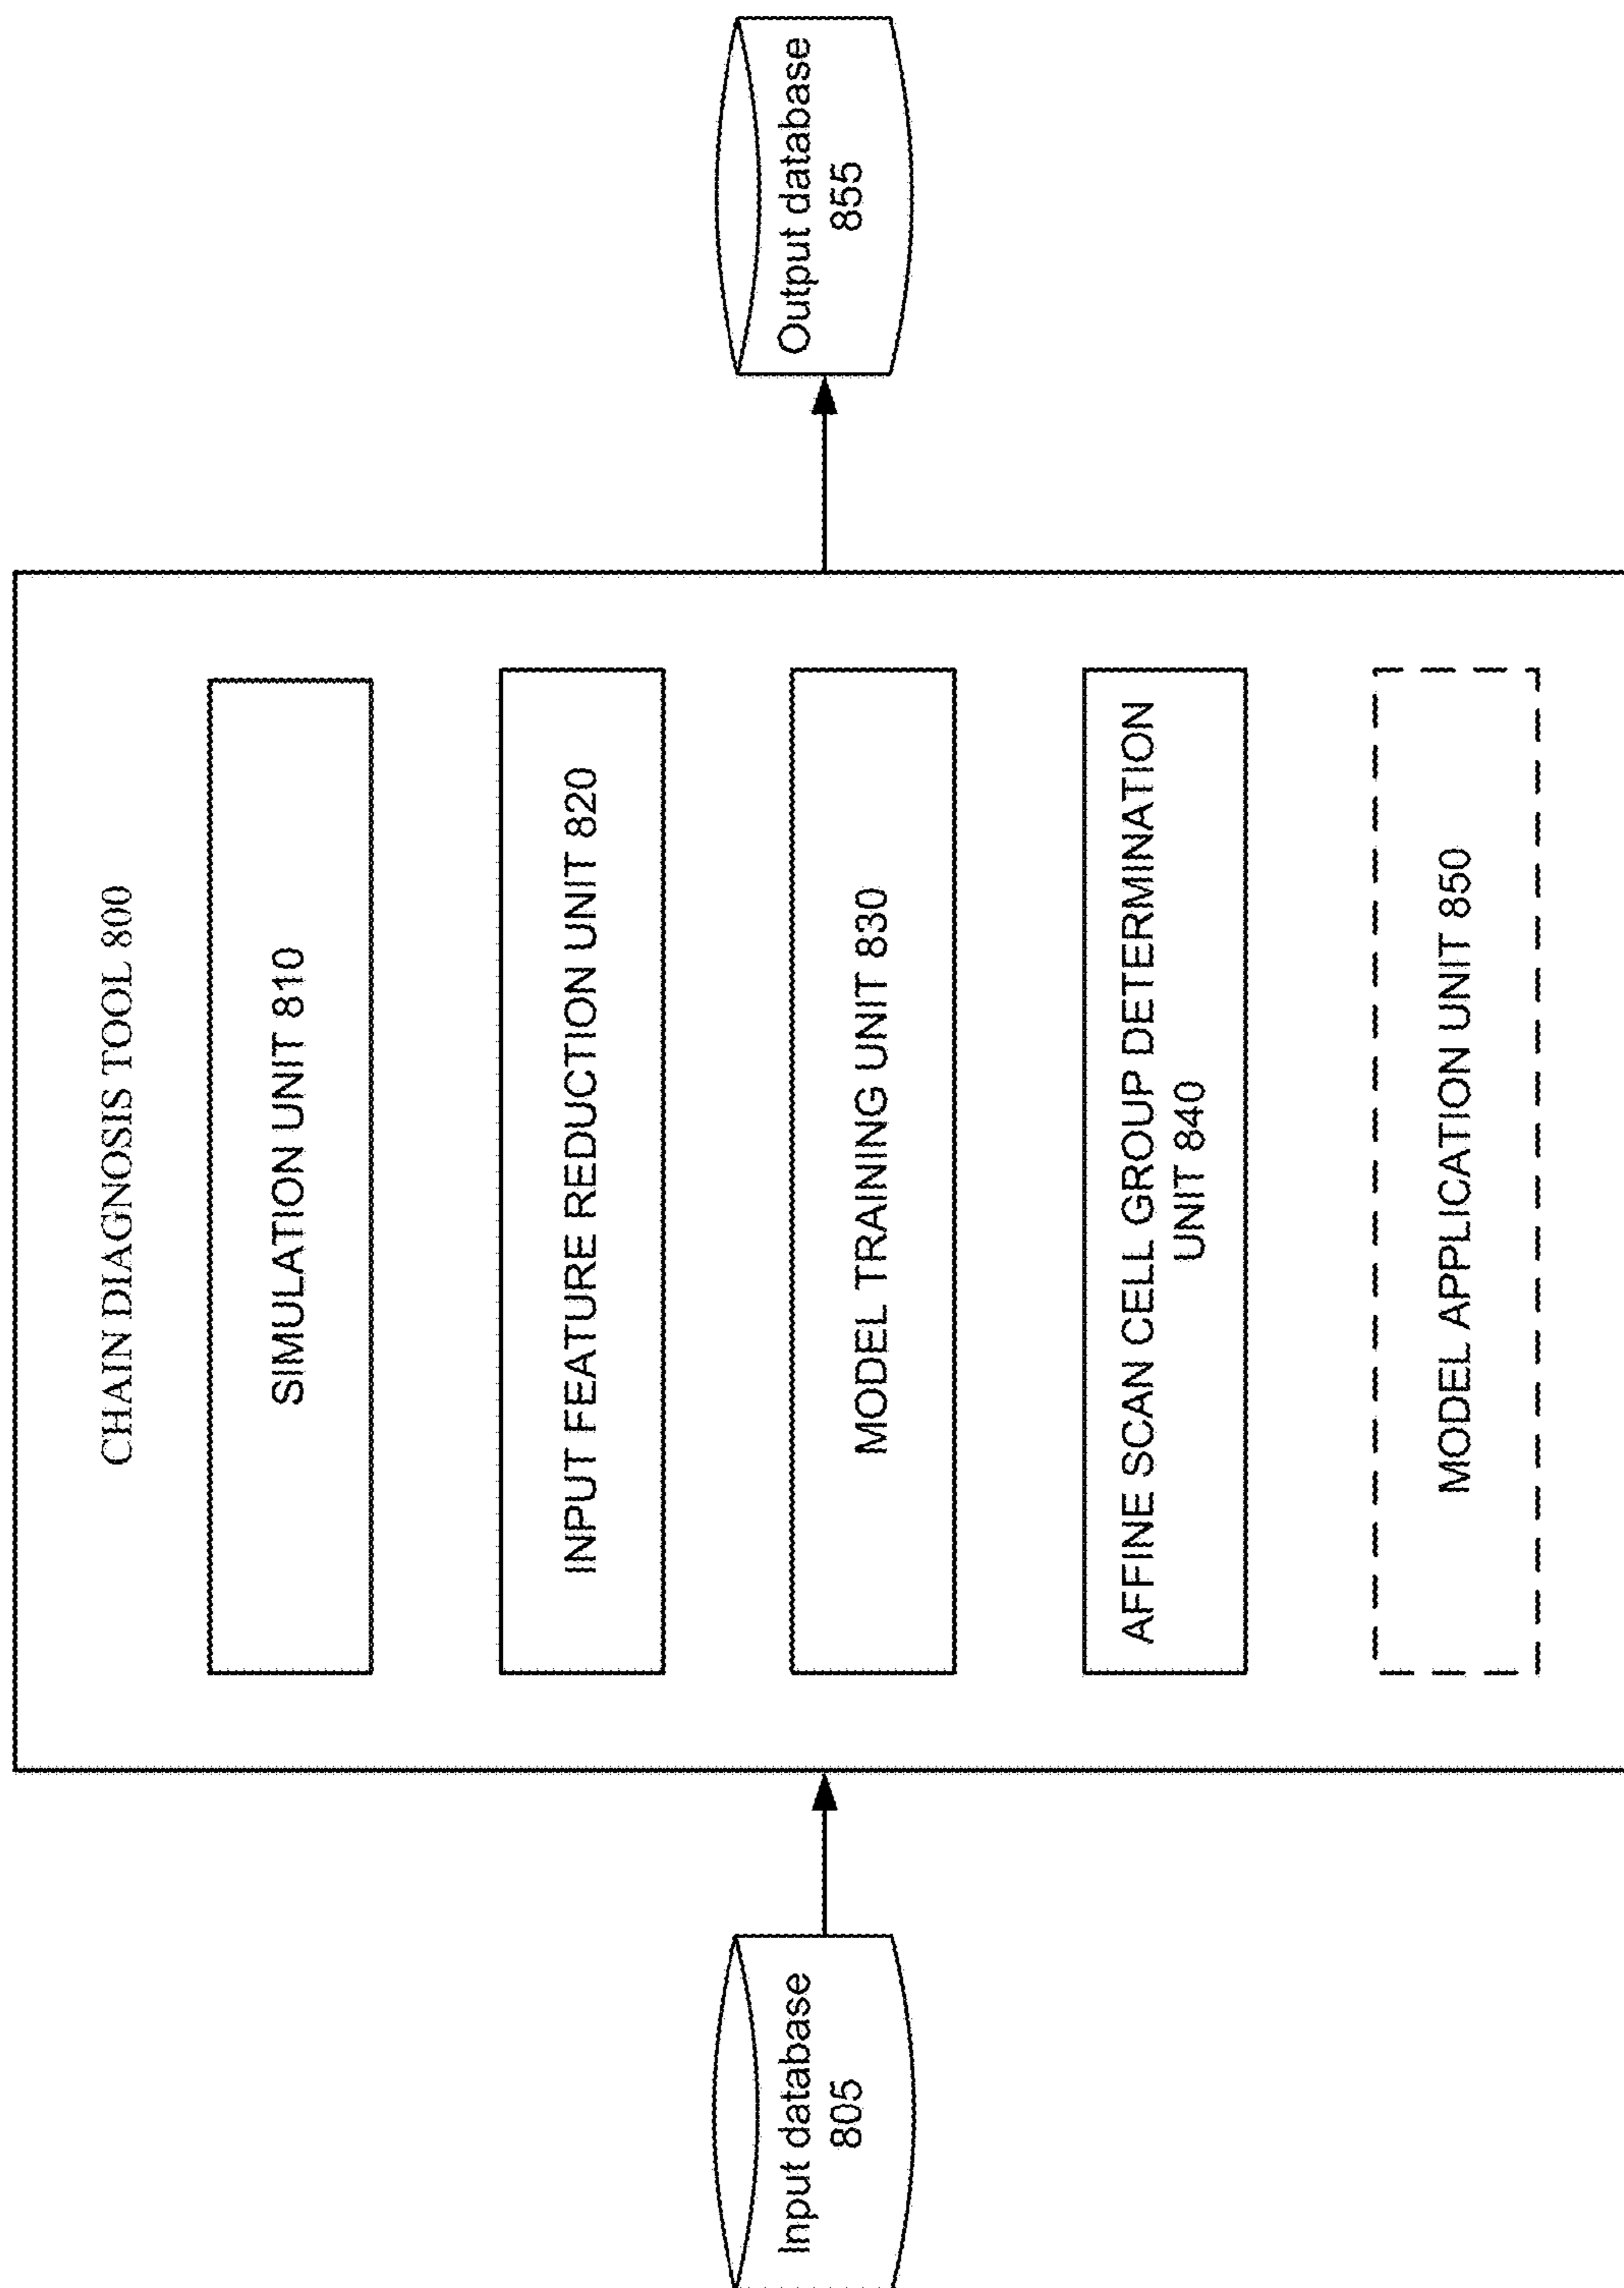 CHAIN DIAGNOSIS TOOL 800
SIMULATION UNIT 810
INPUT FEATURE REDUCTION UNIT 820
MODEL TRAINING UNIT 830
AFFINE SCAN CELL GROUP DETERMINATION
UNIT 840
MODEL APPLICATION UNIT 850
Input database
805
Output database
855